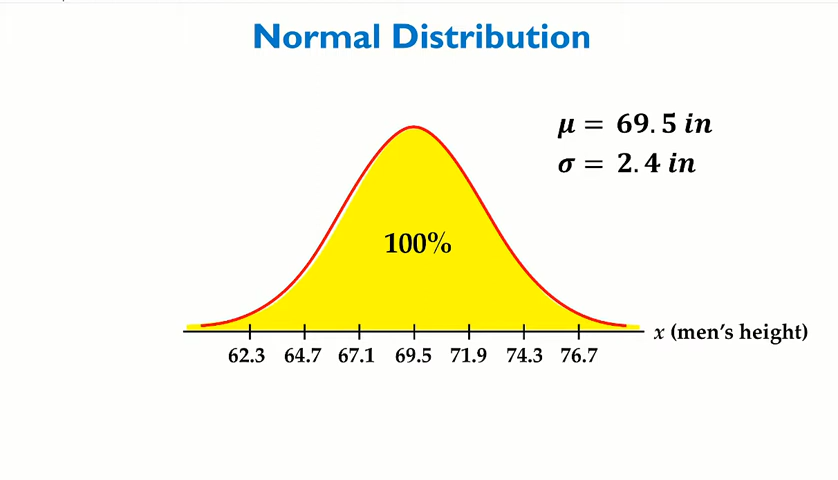 Normal Distribution
μ = 69.5 in
σ = 2.4 in
100%
x (men's height)
62.3 64.7 67.1 69.5 71.9 74.3 76.7